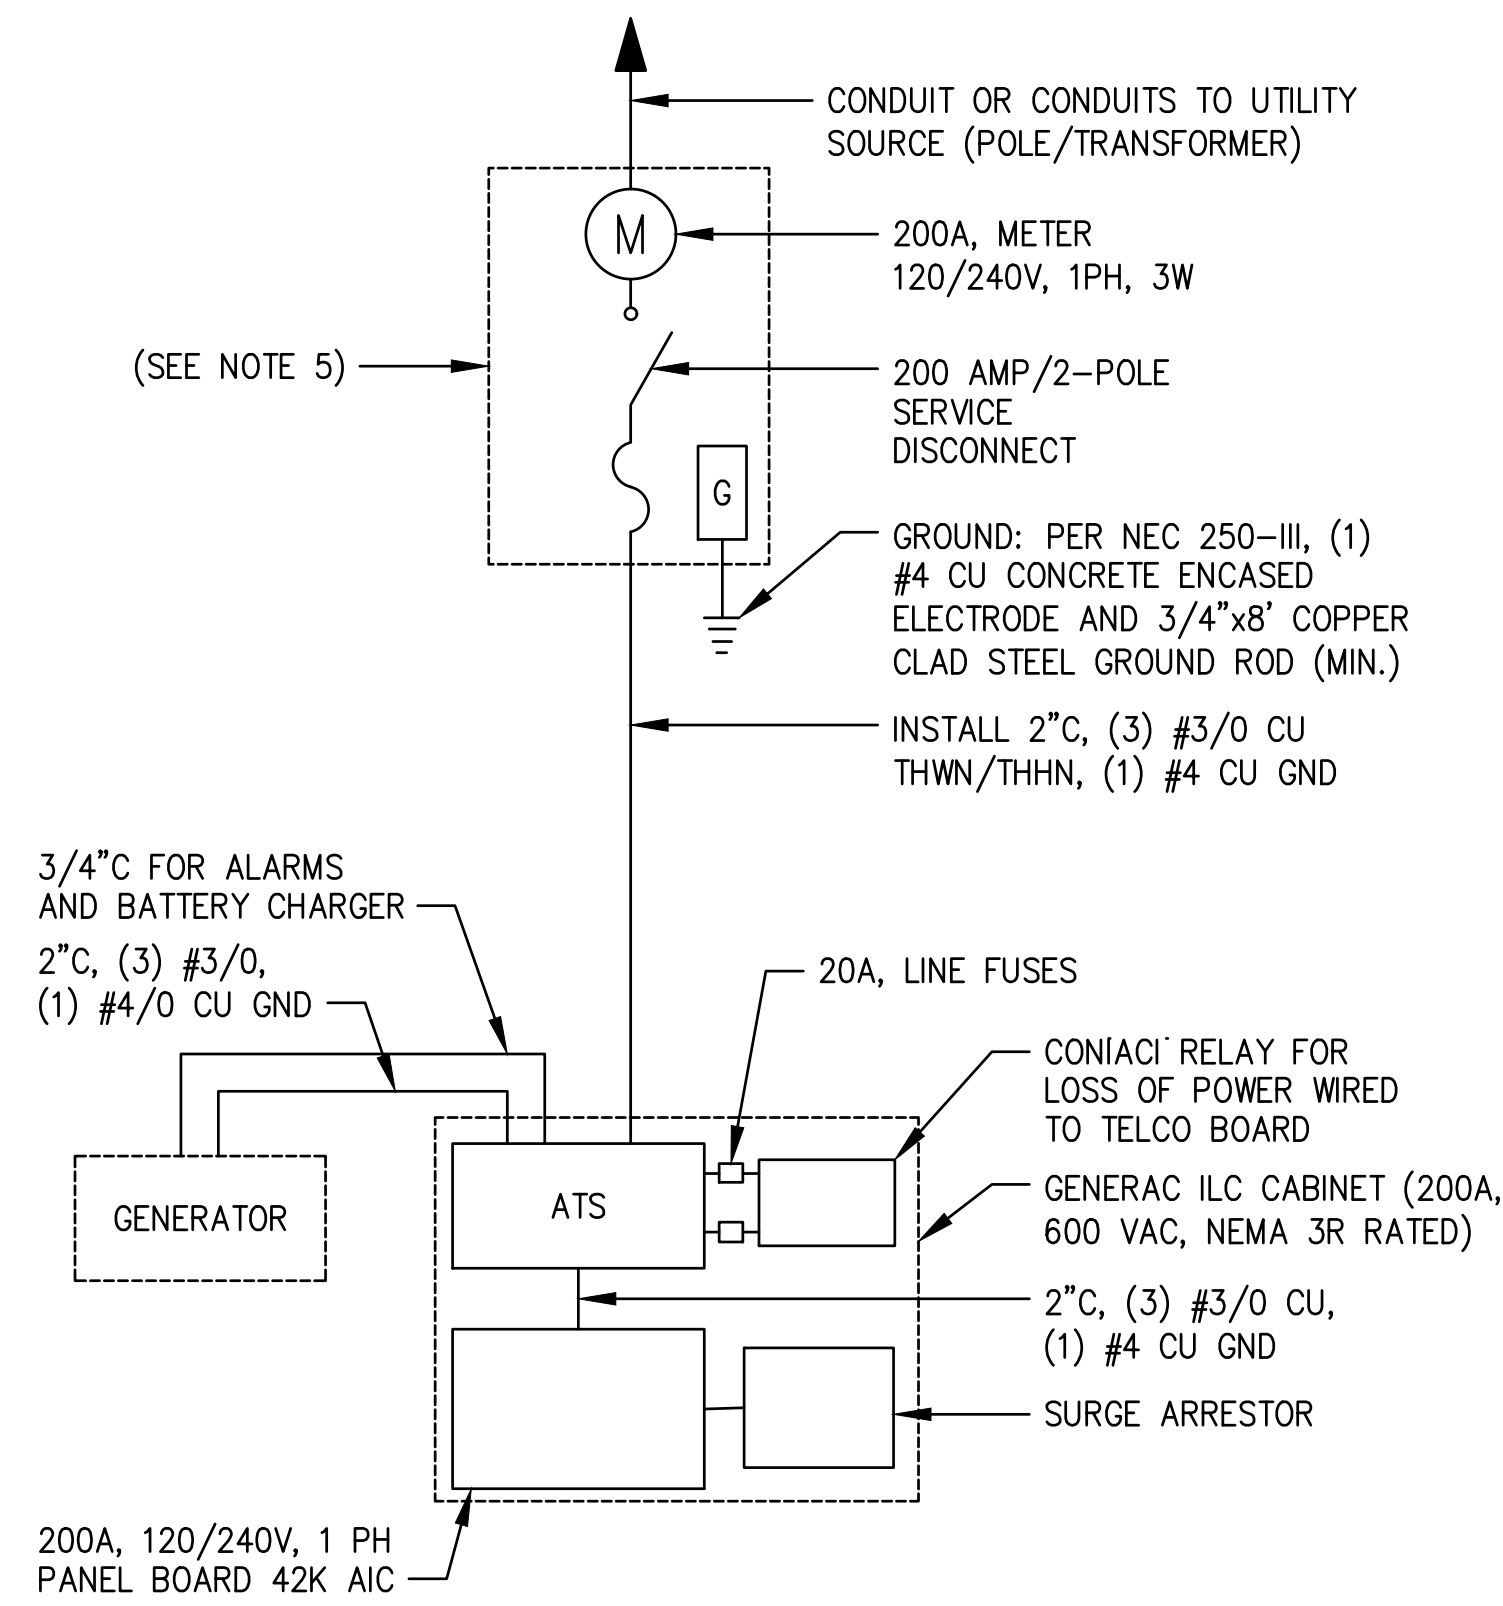 CONDUIT OR CONDUITS TO UTILITY
SOURCE (POLE/TRANSFORMER)
M
200A, METER
120/240V, 1PH, 3W
(SEE NOTE 5)
200 AMP/2-POLE
SERVICE
DISCONNECT
G
GROUND: PER NEC 250-III, (1)
#4 CU CONCRETE ENCASED
ELECTRODE AND 3/4"x8' COPPER
CLAD STEEL GROUND ROD (MIN.)
INSTALL 2"C, (3) #3/0 CU
THWN/THHN, (1) #4 CU GND
3/4"C FOR ALARMS
AND BATTERY CHARGER
2"C, (3) #3/0,
(1) #4/0 CU GND
20A, LINE FUSES
CONTACT RELAY FOR
LOSS OF POWER WIRED
TO TELCO BOARD
GENERATOR
ATS
GENERAC ILC CABINET (200A,
600 VAC, NEMA 3R RATED)
2"C, (3) #3/0 CU,
(1) #4 CU GND
SURGE ARRESTOR
200A, 120/240V, 1 PH
PANEL BOARD 42K AIC